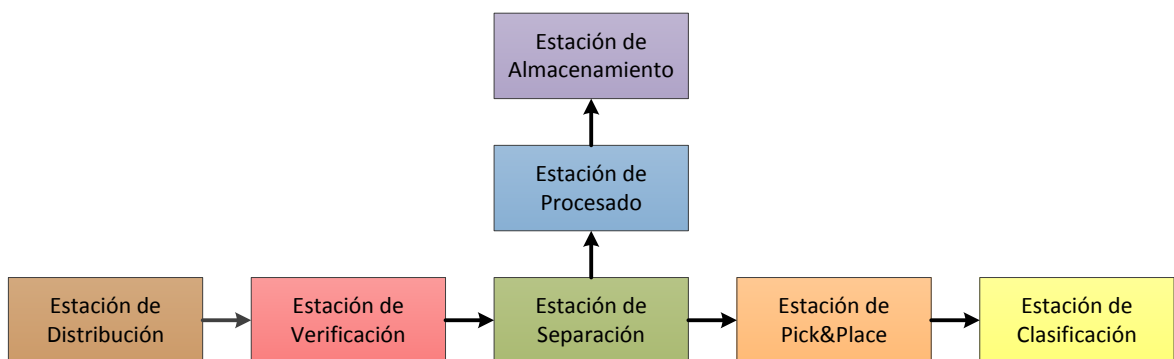 Estación de
Almacenamiento
Estación de
Procesado
Estación de
Distribución
Estación de
Verificación
Estación de
Separación
Estación de
Pick&Place
Estación de
Clasificación